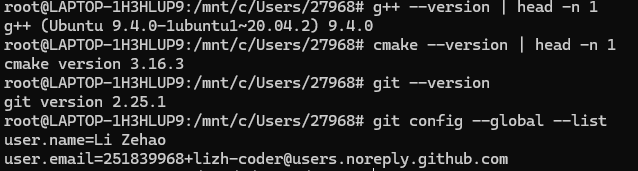 root@LAPTOP-1H3HLUP9:/mnt/c/Users/27968# g++ --version | head -n 1
g++ (Ubuntu 9.4.0-1ubuntu1~20.04.2) 9.4.0
root@LAPTOP-1H3HLUP9:/mnt/c/Users/27968# cmake --version | head -n 1
cmake version 3.16.3
root@LAPTOP-1H3HLUP9:/mnt/c/Users/27968# git --version
git version 2.25.1
root@LAPTOP-1H3HLUP9:/mnt/c/Users/27968# git config --global --list
user.name=Li Zehao
user.email=251839968+lizh-coder@users.noreply.github.com